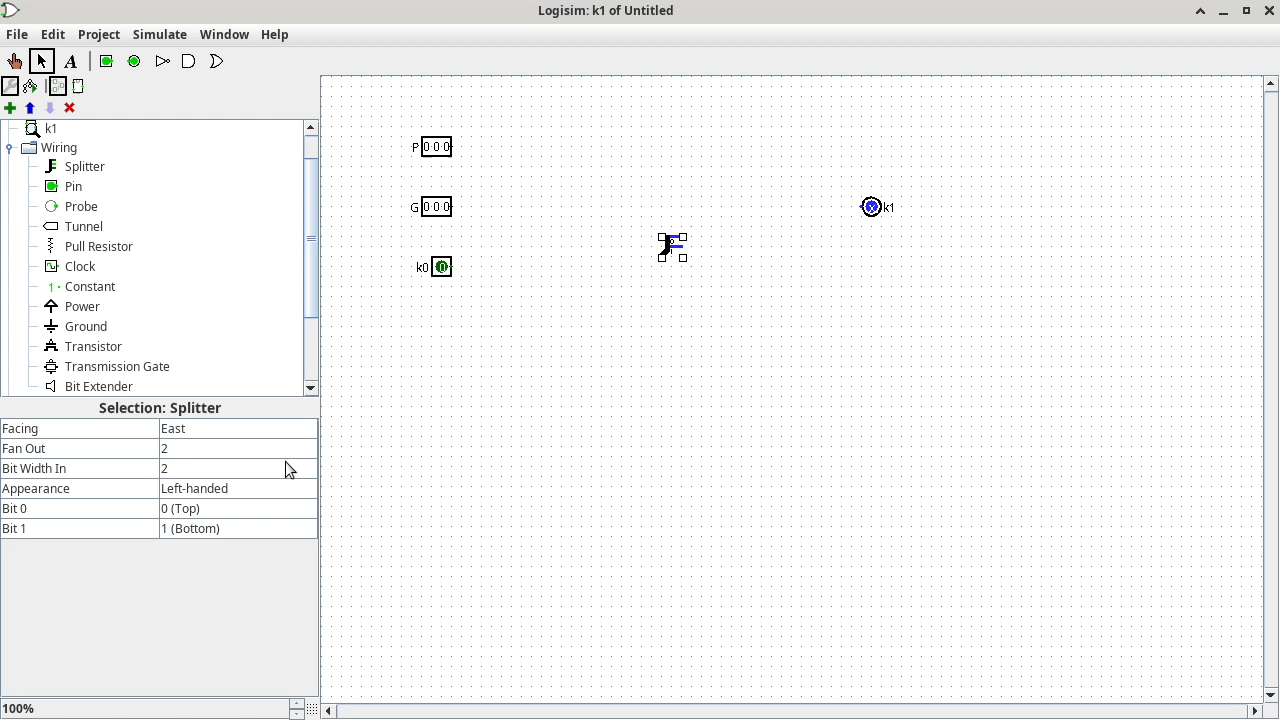 Logisim: k1 of Untitled
File Edit Project Simulate Window Help
A
k1
Wiring
Splitter
Pin
Probe
Tunnel
Pull Resistor
Clock
1 Constant
Power
Ground
Transistor
Transmission Gate
Bit Extender
Selection: Splitter
Facing East
Fan Out 2
Bit Width In 2
Appearance Left-handed
Bit 0 0 (Top)
Bit 1 1 (Bottom)
100%
P 0 0 0
G 0 0 0
k0 0
x k1